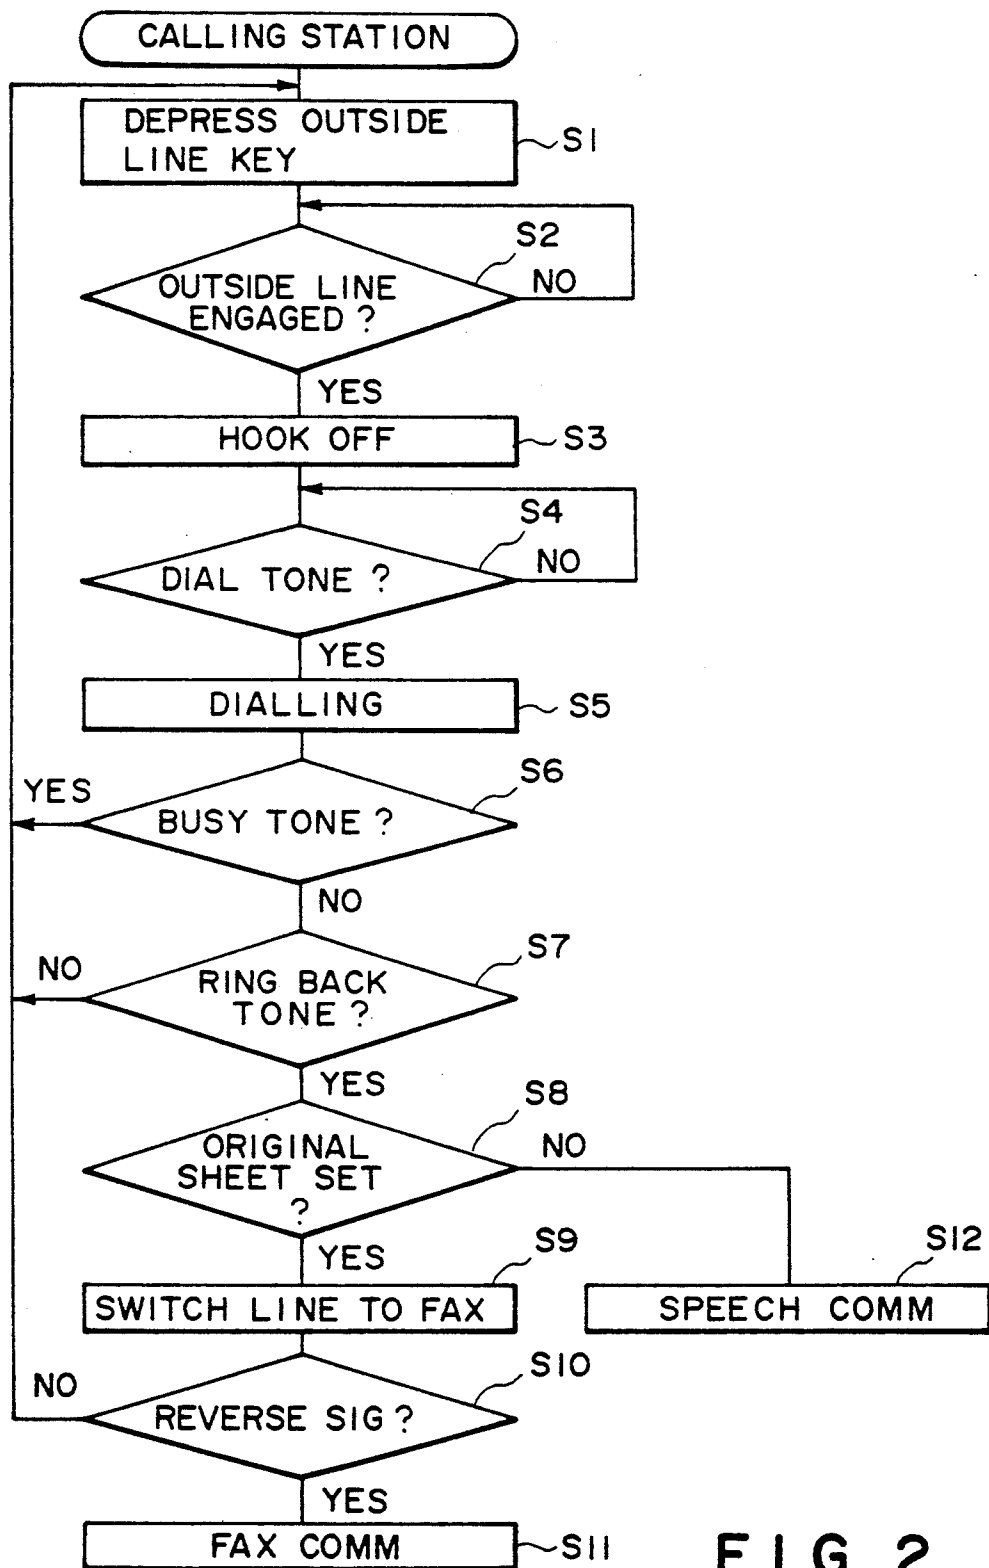 CALLING STATION
DEPRESS OUTSIDE
LINE KEY
S1
S2
OUTSIDE LINE
ENGAGED ?
NO
YES
HOOK OFF
S3
S4
DIAL TONE ?
NO
YES
DIALLING
S5
S6
YES
BUSY TONE ?
NO
S7
NO
RING BACK
TONE ?
YES
S8
ORIGINAL
SHEET SET
?
NO
YES
S9
SWITCH LINE TO FAX
S12
SPEECH COMM
S10
NO
REVERSE SIG ?
YES
FAX COMM
S11
FIG. 2